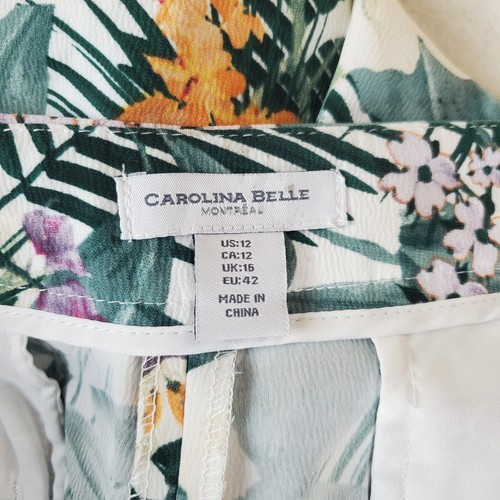 CAROLINA BELLE
MONTRÉAL
US:12
CA:12
UK:16
EU:42
MADE IN
CHINA